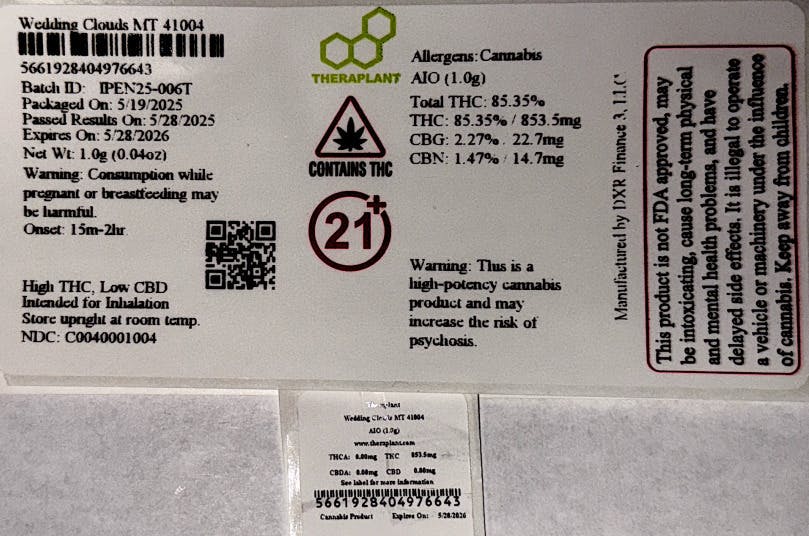 Wedding Clouds MT 41004
5661928404976643
Batch ID: IPEN25-006T
Packaged On: 5/19/2025
Passed Results On: 5/28/2025
Expires On: 5/28/2026
Net Wt: 1.0g (0.04oz)
Warning: Consumption while
pregnant or breastfeeding may
be harmful.
Onset: 15m-2hr
High THC, Low CBD
Intended for Inhalation
Store upright at room temp.
NDC: C0040001004
THERAPLANT
CONTAINS THC
21+
Allergens: Cannabis
AIO (1.0g)
Total THC: 85.35%
THC: 85.35% / 853.5mg
CBG: 2.27% / 22.7mg
CBN: 1.47% / 14.7mg
Warning: This is a
high-potency cannabis
product and may
increase the risk of
psychosis.
Manufactured by DXR Finance 3, LLC
This product is not FDA approved, may
be intoxicating, cause long-term physical
and mental health problems, and have
delayed side effects. It is illegal to operate
a vehicle or machinery under the influence
of cannabis. Keep away from children.
Theraplant
Wedding Clouds MT 41004
AIO (1.0g)
www.theraplant.com
THCA: 0.00mg THC 853.5mg
CBDA: 0.00mg CBD 0.00mg
See label for more information
5661928404976643
Cannabis Product Expires On: 5/28/2026